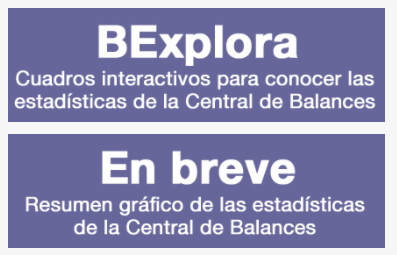 BExplora
Cuadros interactivos para conocer las
estadísticas de la Central de Balances
En breve
Resumen gráfico de las estadísticas
de la Central de Balances